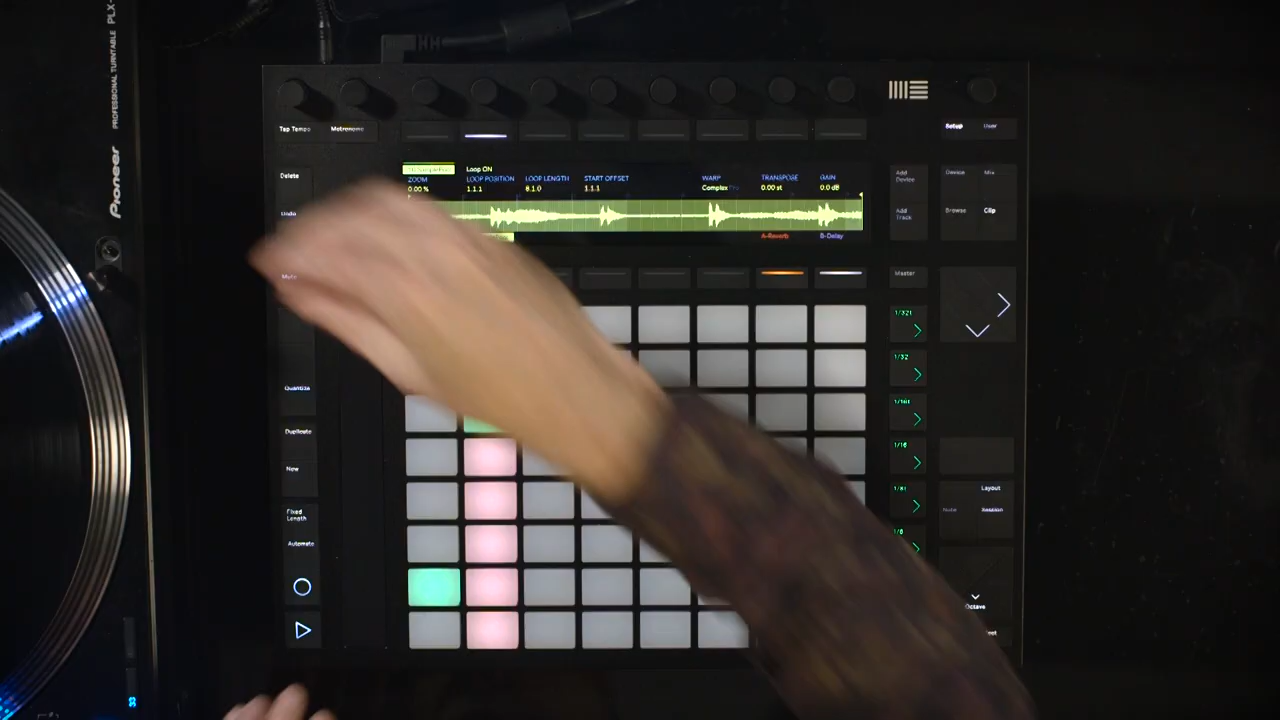 PLX-
PROFESSIONAL TURNTABLE
Pioneer
Tap Tempo
Metronome
Setup
User
Delete
Loop ON
ZOOM
LOOP POSITION
LOOP LENGTH
START OFFSET
WARP
TRANSPOSE
GAIN
0.00 %
1.1.1
8.1.0
1.1.1
Complex Pro
0.00 st
0.0 dB
Add
Device
Device
Mix
Undo
Add
Track
Browse
Clip
A-Reverb
B-Delay
Master
1/32t
1/32
Quantize
1/16t
Duplicate
1/16
New
1/8t
Layout
Note
Session
Fixed
Length
1/8
Automate
Octave
33